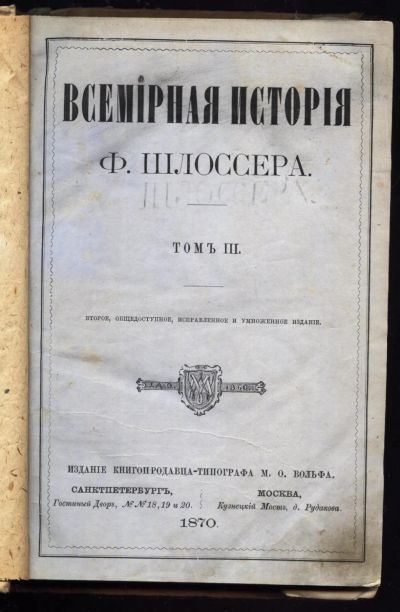 ВСЕМІРНАЯ ИСТОРІЯ
Ф. ШЛОССЕРА.
ТОМЪ III.
ВТОРОЕ, ОБЩЕДОСТУПНОЕ, ИСПРАВЛЕННОЕ И УМНОЖЕННОЕ ИЗДАНІЕ.
ИЗДАНІЕ КНИГОПРОДАВЦА-ТИПОГРАФА М. О. ВОЛЬФА.
САНКТПЕТЕРБУРГЪ, МОСКВА,
Гостиный Дворъ, №№ 18, 19 и 20. Кузнецкій Мостъ, д. Рудакова.
1870.